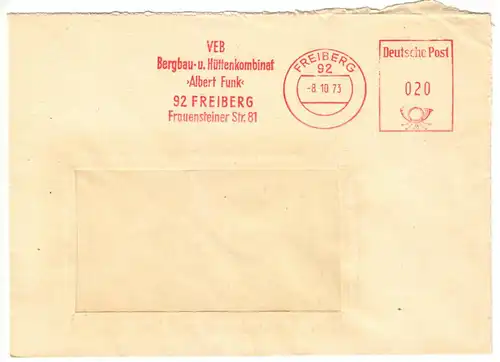 VEB
Bergbau- u. Hüttenkombinat
›Albert Funk‹
92 FREIBERG
Frauensteiner Str. 81
FREIBERG
92
-8.10.73
Deutsche Post
020